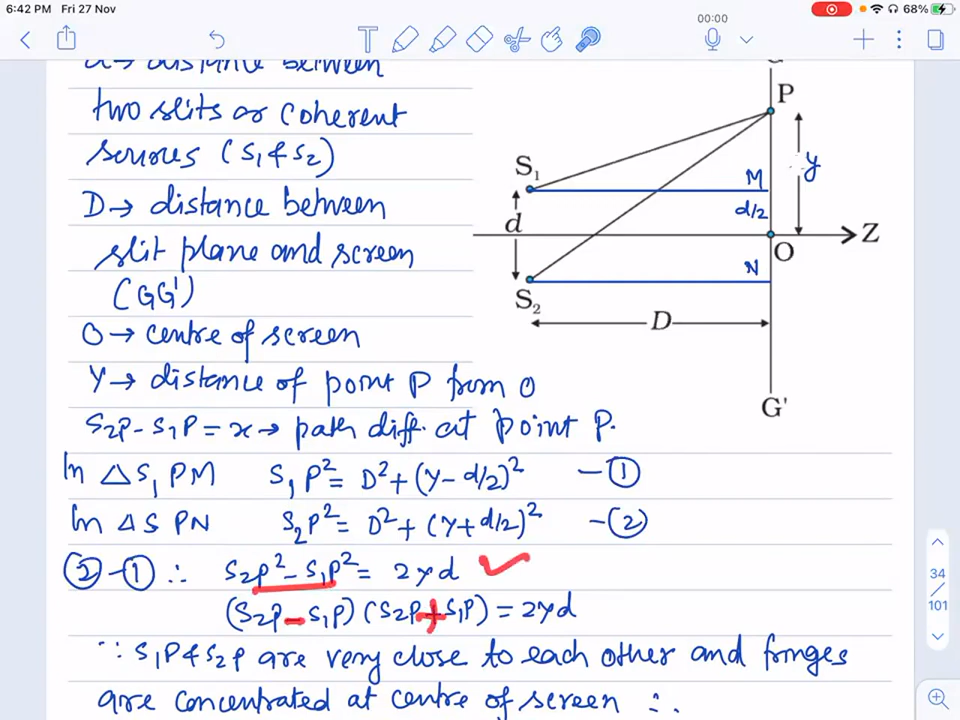 6:42 PM Fri 27 Nov
68%
00:00
distance between
two slits or coherent
sources (S₁ & S₂)
D → distance between
slit plane and screen
(GG')
O → centre of screen
Y → distance of point P from O
S₂P - S₁P = x → path diff. at point P.
In △ S₁PM S₁P² = D² + (y - d/2)² - ①
In △ S PN S₂P² = D² + (y + d/2)² - ②
② - ① ∴ S₂P² - S₁P² = 2yd ✓
(S₂P - S₁P) (S₂P + S₁P) = 2yd
∵ S₁P & S₂P are very close to each other and fringes
are concentrated at centre of screen ∴
P
y
S₁
M
d/2
d
Z
O
N
S₂
D
G'
34
101